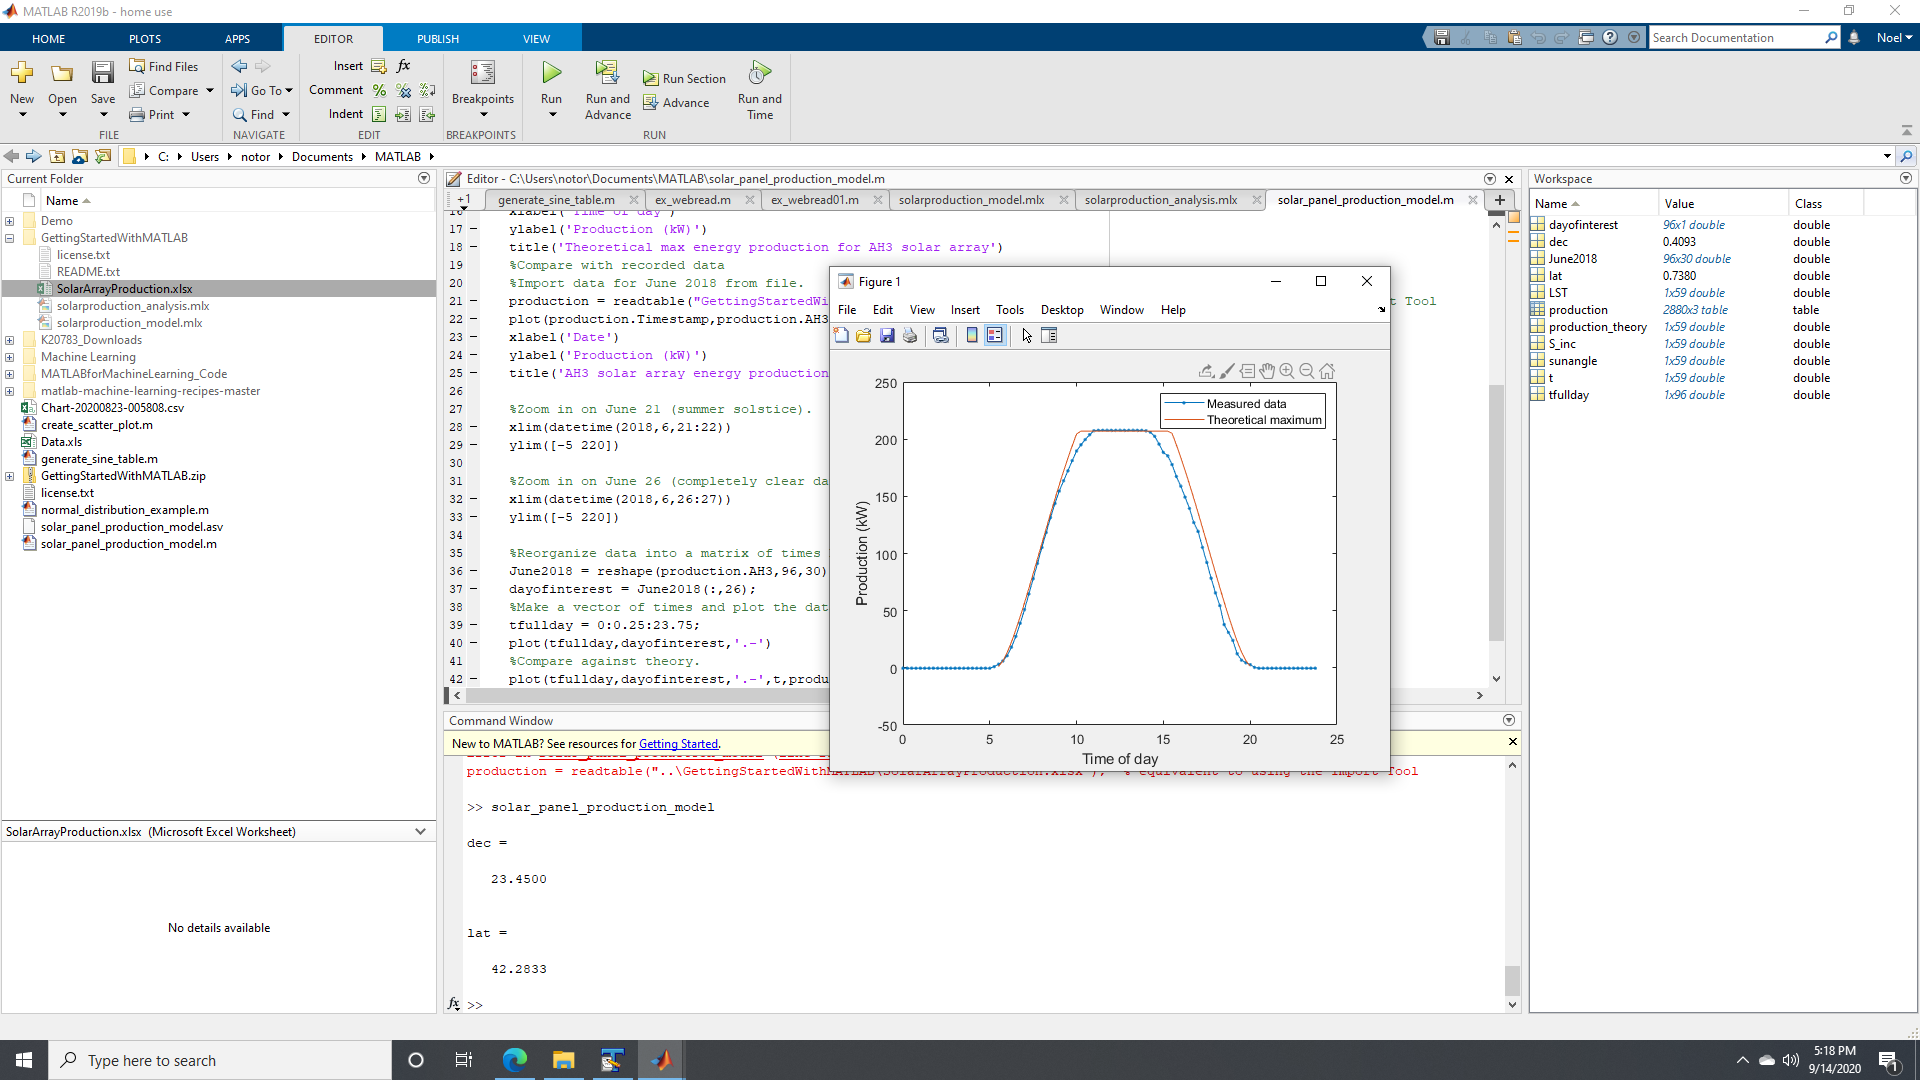 MATLAB R2019b - home use
HOME PLOTS APPS EDITOR PUBLISH VIEW
Search Documentation
Noel
New Open Save
Find Files
Compare
Print
FILE
Go To
Find
NAVIGATE
Insert
Comment
Indent
EDIT
Breakpoints
BREAKPOINTS
Run
Run and Advance
Run Section
Advance
Run and Time
RUN
C: Users notor Documents MATLAB
Current Folder
Name
Demo
GettingStartedWithMATLAB
license.txt
README.txt
SolarArrayProduction.xlsx
solarproduction_analysis.mlx
solarproduction_model.mlx
K20783_Downloads
Machine Learning
MATLABforMachineLearning_Code
matlab-machine-learning-recipes-master
Chart-20200823-005808.csv
create_scatter_plot.m
Data.xls
generate_sine_table.m
GettingStartedWithMATLAB.zip
license.txt
normal_distribution_example.m
solar_panel_production_model.asv
solar_panel_production_model.m
SolarArrayProduction.xlsx (Microsoft Excel Worksheet)
No details available
Editor - C:\Users\notor\Documents\MATLAB\solar_panel_production_model.m
+1 generate_sine_table.m ex_webread.m ex_webread01.m solarproduction_model.mlx solarproduction_analysis.mlx solar_panel_production_model.m
16 xlabel('Time of day')
17 ylabel('Production (kW)')
18 title('Theoretical max energy production for AH3 solar array')
19 %Compare with recorded data
20 %Import data for June 2018 from file.
21 production = readtable("GettingStartedWi t Tool
22 plot(production.Timestamp,production.AH3
23 xlabel('Date')
24 ylabel('Production (kW)')
25 title('AH3 solar array energy production
26
27 %Zoom in on June 21 (summer solstice).
28 xlim(datetime(2018,6,21:22))
29 ylim([-5 220])
30
31 %Zoom in on June 26 (completely clear da
32 xlim(datetime(2018,6,26:27))
33 ylim([-5 220])
34
35 %Reorganize data into a matrix of times
36 June2018 = reshape(production.AH3,96,30)
37 dayofinterest = June2018(:,26);
38 %Make a vector of times and plot the dat
39 tfullday = 0:0.25:23.75;
40 plot(tfullday,dayofinterest,'.-')
41 %Compare against theory.
42 plot(tfullday,dayofinterest,'.-',t,produ
Figure 1
File Edit View Insert Tools Desktop Window Help
Measured data
Theoretical maximum
250
200
150
100
50
0
-50
0 5 10 15 20 25
Production (kW)
Time of day
Command Window
New to MATLAB? See resources for Getting Started.
production = readtable("..\GettingStartedWithMATLAB\SolarArrayProduction.xlsx"); % equivalent to using the Import Tool
>> solar_panel_production_model
dec =
23.4500
lat =
42.2833
fx >>
Workspace
Name Value Class
dayofinterest 96x1 double double
dec 0.4093 double
June2018 96x30 double double
lat 0.7380 double
LST 1x59 double double
production 2880x3 table table
production_theory 1x59 double double
S_inc 1x59 double double
sunangle 1x59 double double
t 1x59 double double
tfullday 1x96 double double
Type here to search
5:18 PM
9/14/2020
1